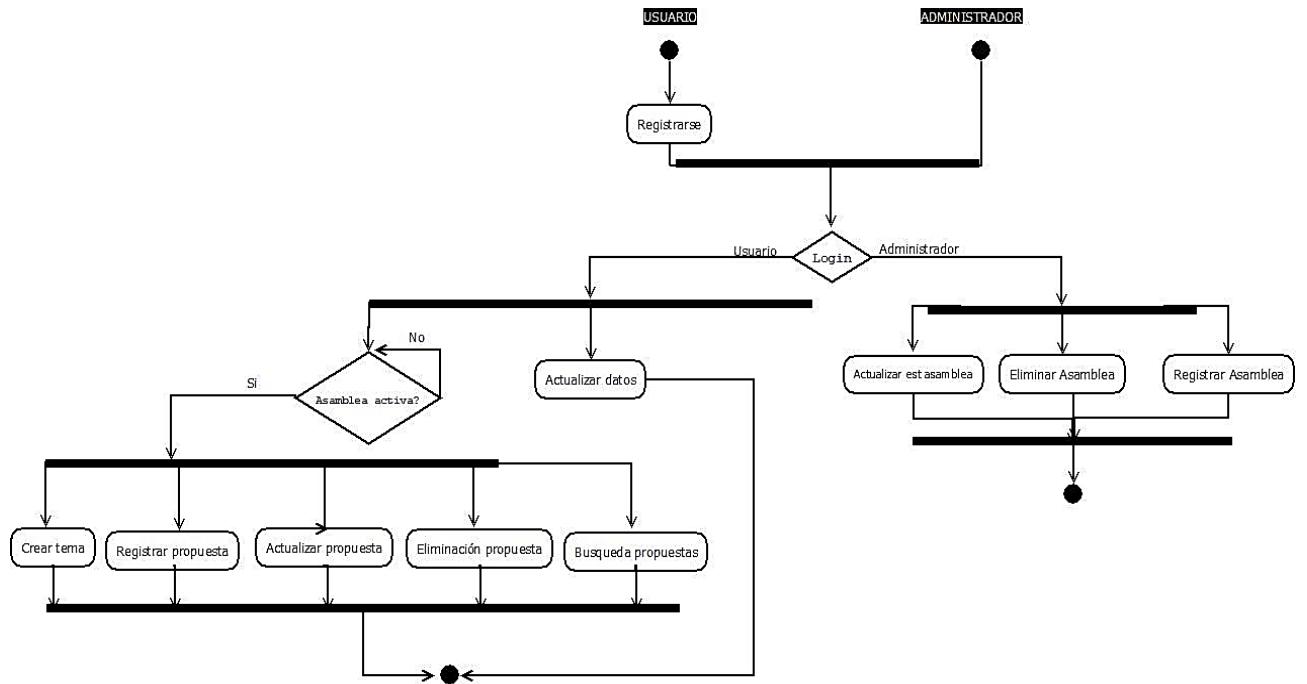 USUARIO
ADMINISTRADOR
Registrarse
Login
Usuario
Administrador
No
Si
Asamblea activa?
Actualizar datos
Actualizar est asamblea
Eliminar Asamblea
Registrar Asamblea
Crear tema
Registrar propuesta
Actualizar propuesta
Eliminación propuesta
Busqueda propuestas